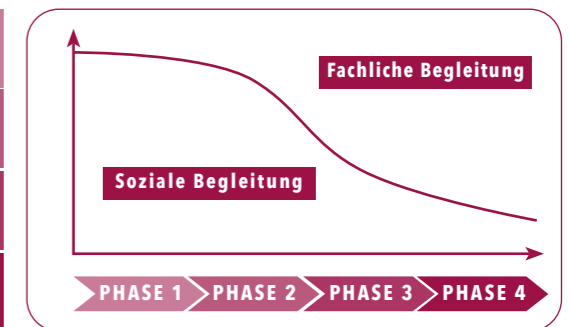 Fachliche Begleitung
Soziale Begleitung
PHASE 1 PHASE 2 PHASE 3 PHASE 4